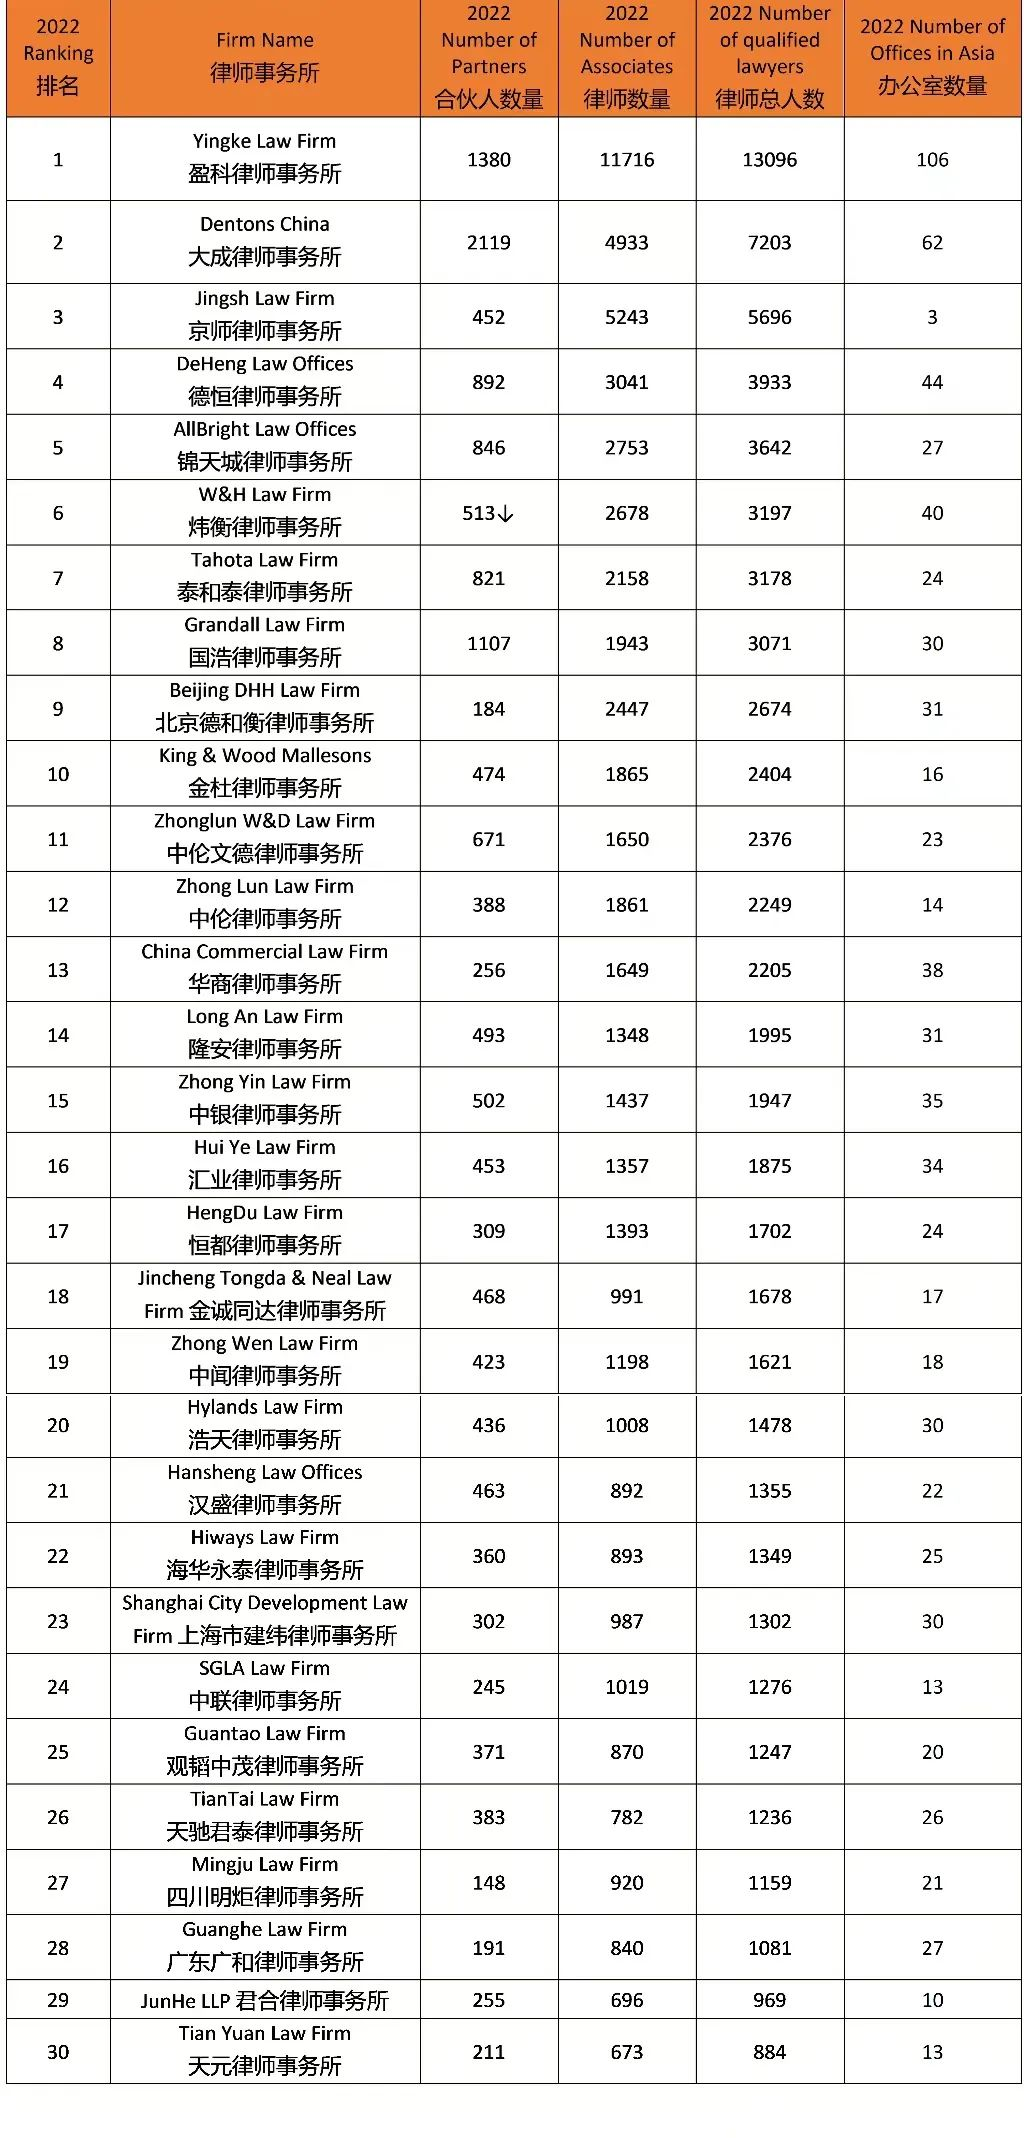 2022
Ranking
排名
Firm Name
律师事务所
2022
Number of
Partners
合伙人数量
2022
Number of
Associates
律师数量
2022 Number
of qualified
lawyers
律师总人数
2022 Number of
Offices in Asia
办公室数量
1
Yingke Law Firm
盈科律师事务所
1380
11716
13096
106
2
Dentons China
大成律师事务所
2119
4933
7203
62
3
Jingsh Law Firm
京师律师事务所
452
5243
5696
3
4
DeHeng Law Offices
德恒律师事务所
892
3041
3933
44
5
AllBright Law Offices
锦天城律师事务所
846
2753
3642
27
6
W&H Law Firm
炜衡律师事务所
513↓
2678
3197
40
7
Tahota Law Firm
泰和泰律师事务所
821
2158
3178
24
8
Grandall Law Firm
国浩律师事务所
1107
1943
3071
30
9
Beijing DHH Law Firm
北京德和衡律师事务所
184
2447
2674
31
10
King & Wood Mallesons
金杜律师事务所
474
1865
2404
16
11
Zhonglun W&D Law Firm
中伦文德律师事务所
671
1650
2376
23
12
Zhong Lun Law Firm
中伦律师事务所
388
1861
2249
14
13
China Commercial Law Firm
华商律师事务所
256
1649
2205
38
14
Long An Law Firm
隆安律师事务所
493
1348
1995
31
15
Zhong Yin Law Firm
中银律师事务所
502
1437
1947
35
16
Hui Ye Law Firm
汇业律师事务所
453
1357
1875
34
17
HengDu Law Firm
恒都律师事务所
309
1393
1702
24
18
Jincheng Tongda & Neal Law
Firm 金诚同达律师事务所
468
991
1678
17
19
Zhong Wen Law Firm
中闻律师事务所
423
1198
1621
18
20
Hylands Law Firm
浩天律师事务所
436
1008
1478
30
21
Hansheng Law Offices
汉盛律师事务所
463
892
1355
22
22
Hiways Law Firm
海华永泰律师事务所
360
893
1349
25
23
Shanghai City Development Law
Firm 上海市建纬律师事务所
302
987
1302
30
24
SGLA Law Firm
中联律师事务所
245
1019
1276
13
25
Guantao Law Firm
观韬中茂律师事务所
371
870
1247
20
26
TianTai Law Firm
天驰君泰律师事务所
383
782
1236
26
27
Mingju Law Firm
四川明炬律师事务所
148
920
1159
21
28
Guanghe Law Firm
广东广和律师事务所
191
840
1081
27
29
JunHe LLP 君合律师事务所
255
696
969
10
30
Tian Yuan Law Firm
天元律师事务所
211
673
884
13